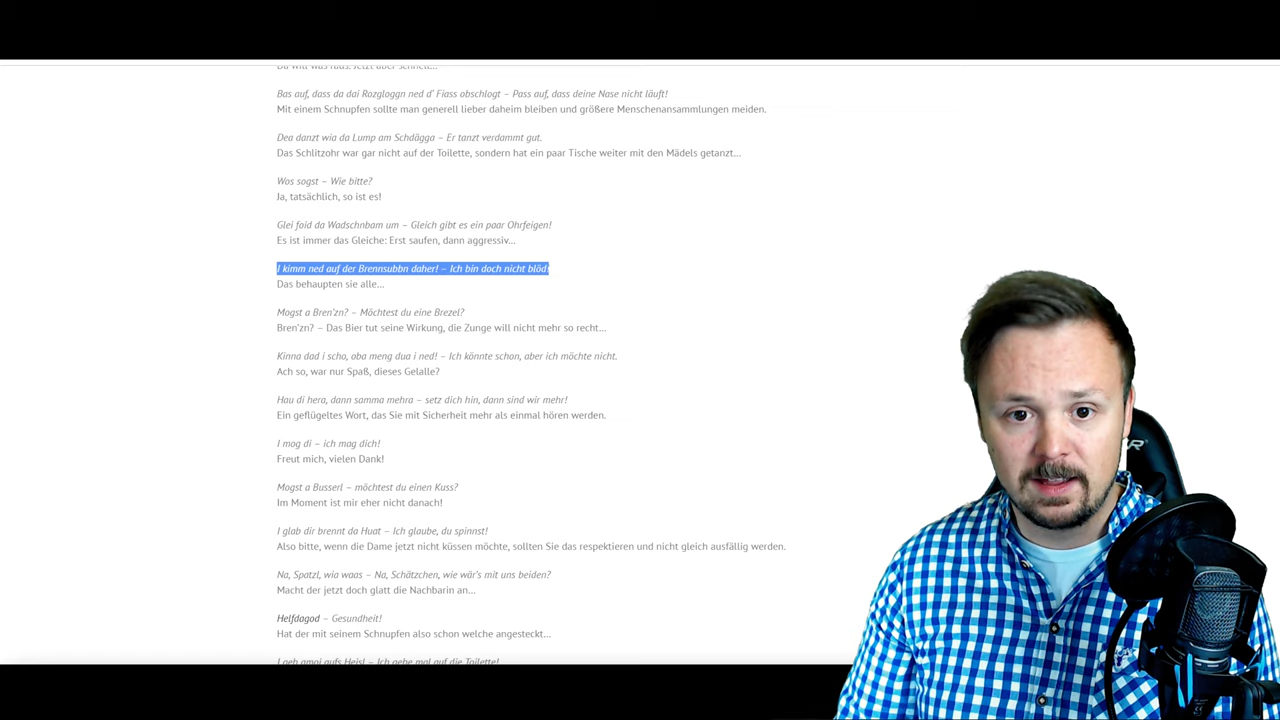 Bas auf, dass da dai Rozgloggn ned d' Fiass obschlogt – Pass auf, dass deine Nase nicht läuft!
Mit einem Schnupfen sollte man generell lieber daheim bleiben und größere Menschenansammlungen meiden.
Dea danzt wia da Lump am Schdägga – Er tanzt verdammt gut.
Das Schlitzohr war gar nicht auf der Toilette, sondern hat ein paar Tische weiter mit den Mädels getanzt…
Wos sogst – Wie bitte?
Ja, tatsächlich, so ist es!
Glei foid da Wadschnbam um – Gleich gibt es ein paar Ohrfeigen!
Es ist immer das Gleiche: Erst saufen, dann aggressiv…
I kimm ned auf der Brennsubbn daher! – Ich bin doch nicht blöd!
Das behaupten sie alle…
Mogst a Bren'zn? – Möchtest du eine Brezel?
Bren'zn? – Das Bier tut seine Wirkung, die Zunge will nicht mehr so recht…
Kinna dad i scho, oba meng dua i ned! – Ich könnte schon, aber ich möchte nicht.
Ach so, war nur Spaß, dieses Gelalle?
Hau di hera, dann samma mehra – setz dich hin, dann sind wir mehr!
Ein geflügeltes Wort, das Sie mit Sicherheit mehr als einmal hören werden.
I mog di – ich mag dich!
Freut mich, vielen Dank!
Mogst a Busserl – möchtest du einen Kuss?
Im Moment ist mir eher nicht danach!
I glab dir brennt da Huat – Ich glaube, du spinnst!
Also bitte, wenn die Dame jetzt nicht küssen möchte, sollten Sie das respektieren und nicht gleich ausfällig werden.
Na, Spatzl, wia waas – Na, Schätzchen, wie wär's mit uns beiden?
Macht der jetzt doch glatt die Nachbarin an…
Helfdagod – Gesundheit!
Hat der mit seinem Schnupfen also schon welche angesteckt…
I geh amoi aufs Heisl – Ich gehe mal auf die Toilette!